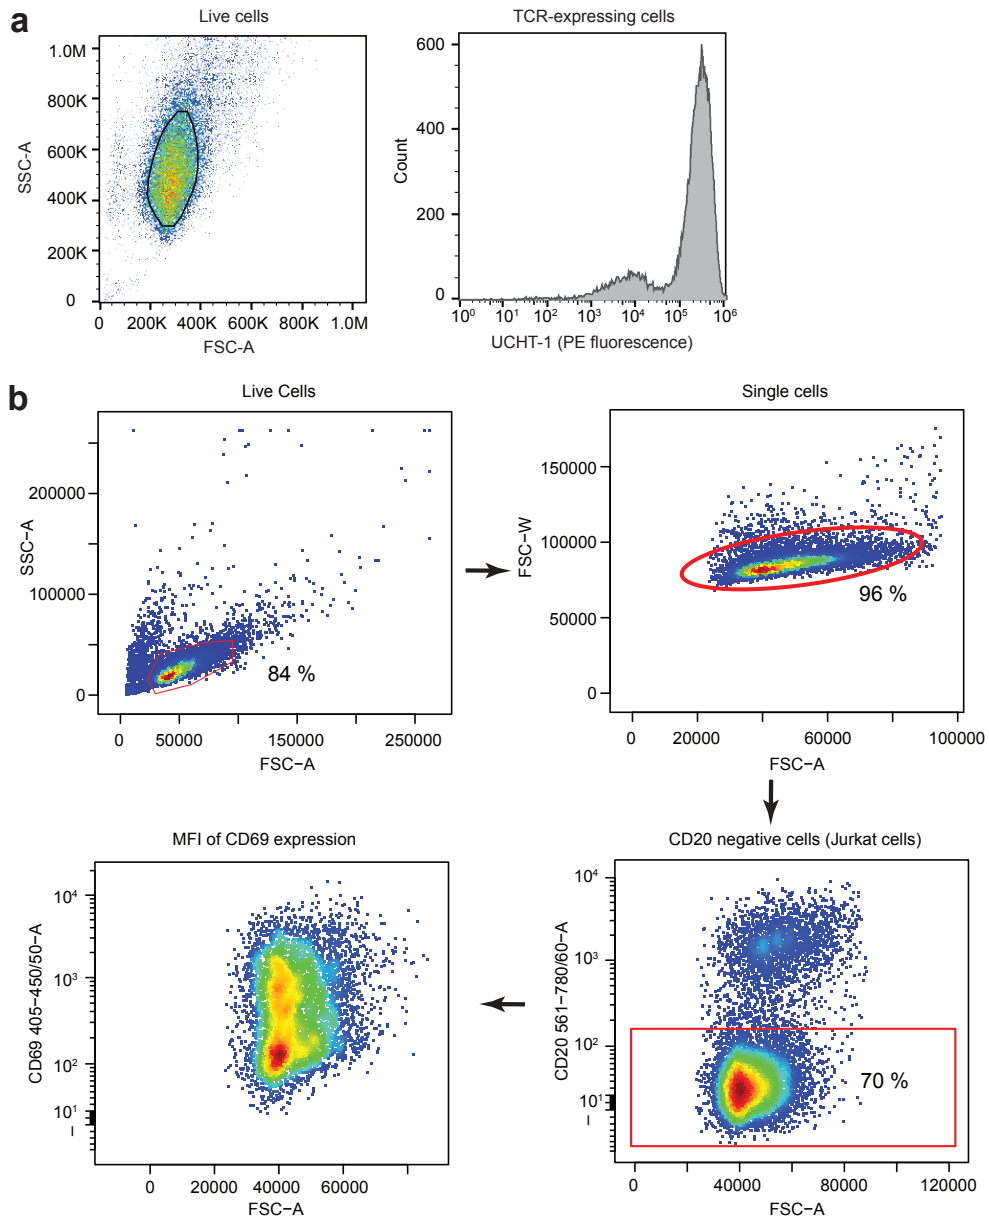 a
Live cells
TCR-expressing cells
1.0M
800K
600K
400K
200K
0
SSC-A
0 200K 400K 600K 800K 1.0M
FSC-A
600
400
200
0
Count
10⁰ 10¹ 10² 10³ 10⁴ 10⁵ 10⁶
UCHT-1 (PE fluorescence)
b
Live Cells
Single cells
200000
100000
0
SSC−A
84 %
0 50000 150000 250000
FSC−A
150000
100000
50000
0
FSC−W
96 %
0 20000 60000 100000
FSC−A
MFI of CD69 expression
CD20 negative cells (Jurkat cells)
10⁴
10³
10²
10¹
CD69 405−450/50−A
0 20000 40000 60000
FSC−A
10⁴
10³
10²
10¹
CD20 561−780/60−A
70 %
0 40000 80000 120000
FSC−A